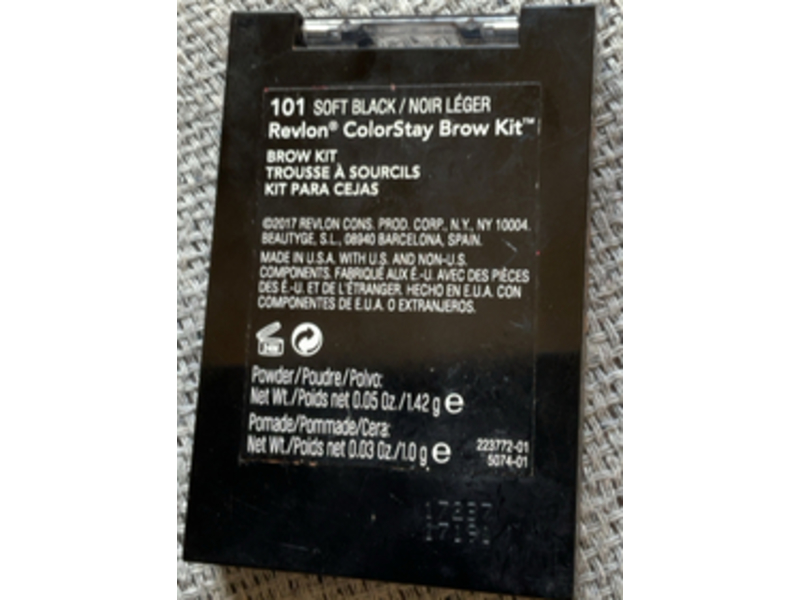 101 SOFT BLACK / NOIR LÉGER
Revlon® ColorStay Brow Kit™
BROW KIT
TROUSSE À SOURCILS
KIT PARA CEJAS
©2017 REVLON CONS. PROD. CORP., N.Y., NY 10004.
BEAUTYGE, S.L., 08940 BARCELONA, SPAIN.
MADE IN U.S.A. WITH U.S. AND NON-U.S.
COMPONENTS. FABRIQUÉ AUX É.-U. AVEC DES PIÈCES
DES É.-U. ET DE L'ÉTRANGER. HECHO EN E.U.A. CON
COMPONENTES DE E.U.A. O EXTRANJEROS.
24M
Powder/Poudre/Polvo:
Net Wt./Poids net 0.05 Oz./1.42 g e
Pomade/Pommade/Cera:
Net Wt./Poids net 0.03 Oz./1.0 g e
223772-01
5074-01